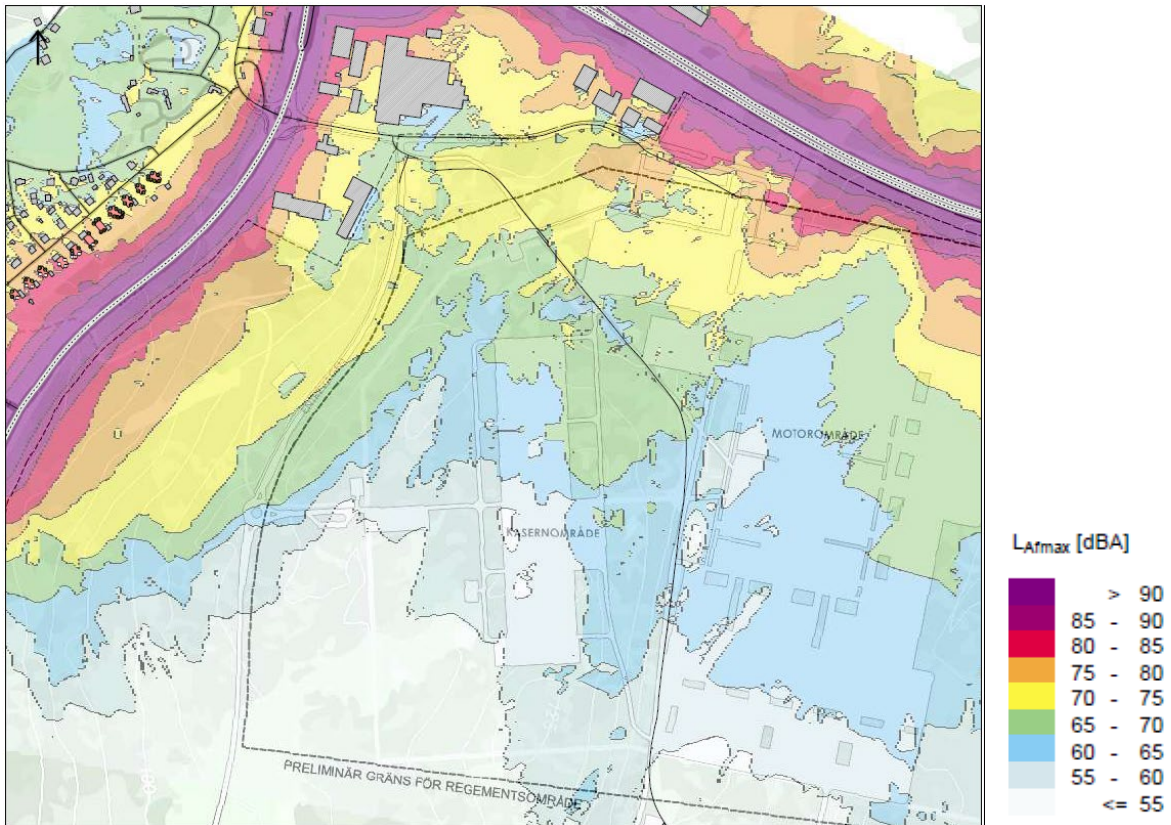 MOTOROMRÅDE
KASERNOMRÅDE
PRELIMINÄR GRÄNS FÖR REGEMENTSOMRÅDE
LAfmax [dBA]
> 90
85 - 90
80 - 85
75 - 80
70 - 75
65 - 70
60 - 65
55 - 60
<= 55